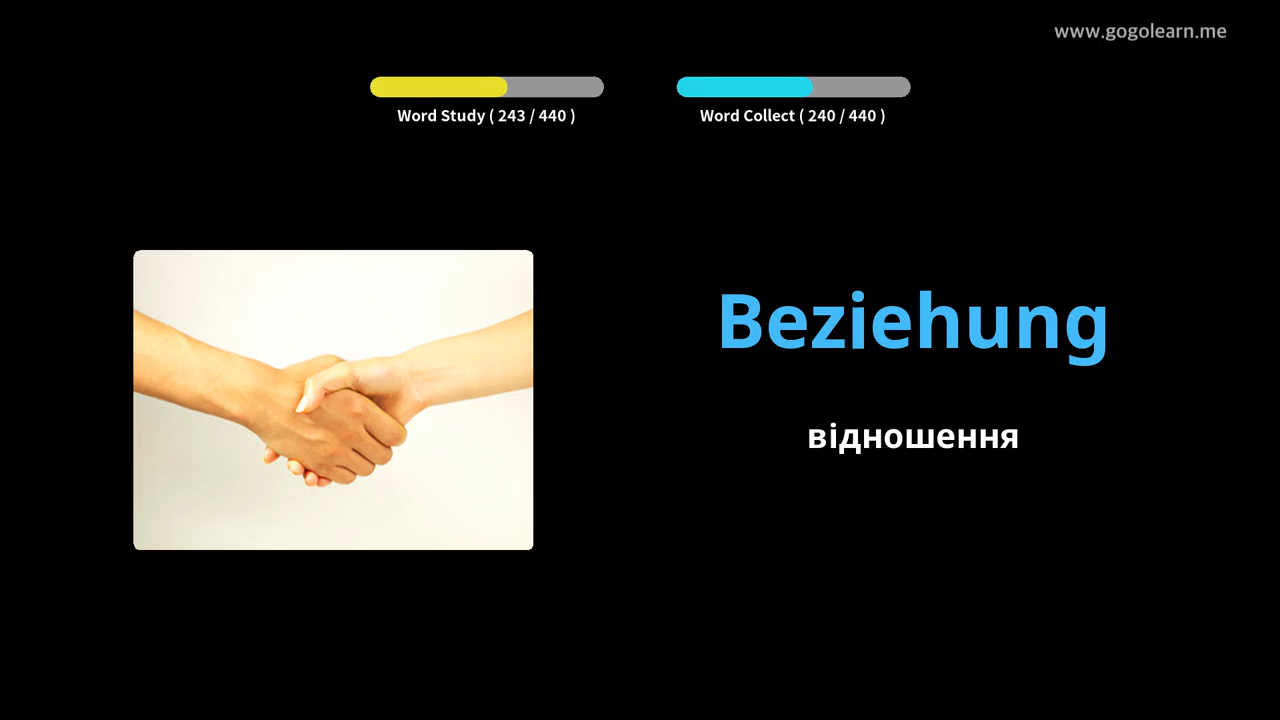 www.gogolearn.me
Word Study ( 243 / 440 )
Word Collect ( 240 / 440 )
Beziehung
відношення